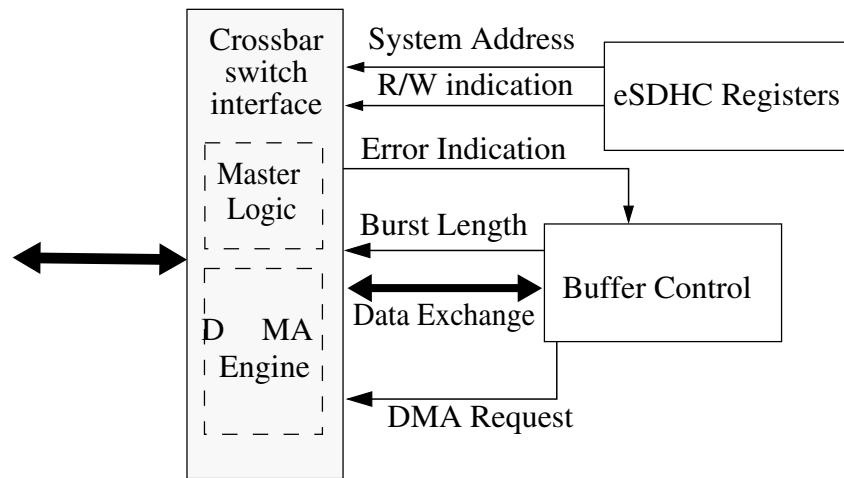 Crossbar
switch
interface
System Address
R/W indication
eSDHC Registers
Master
Logic
Error Indication
Burst Length
Buffer Control
Data Exchange
D MA
Engine
DMA Request